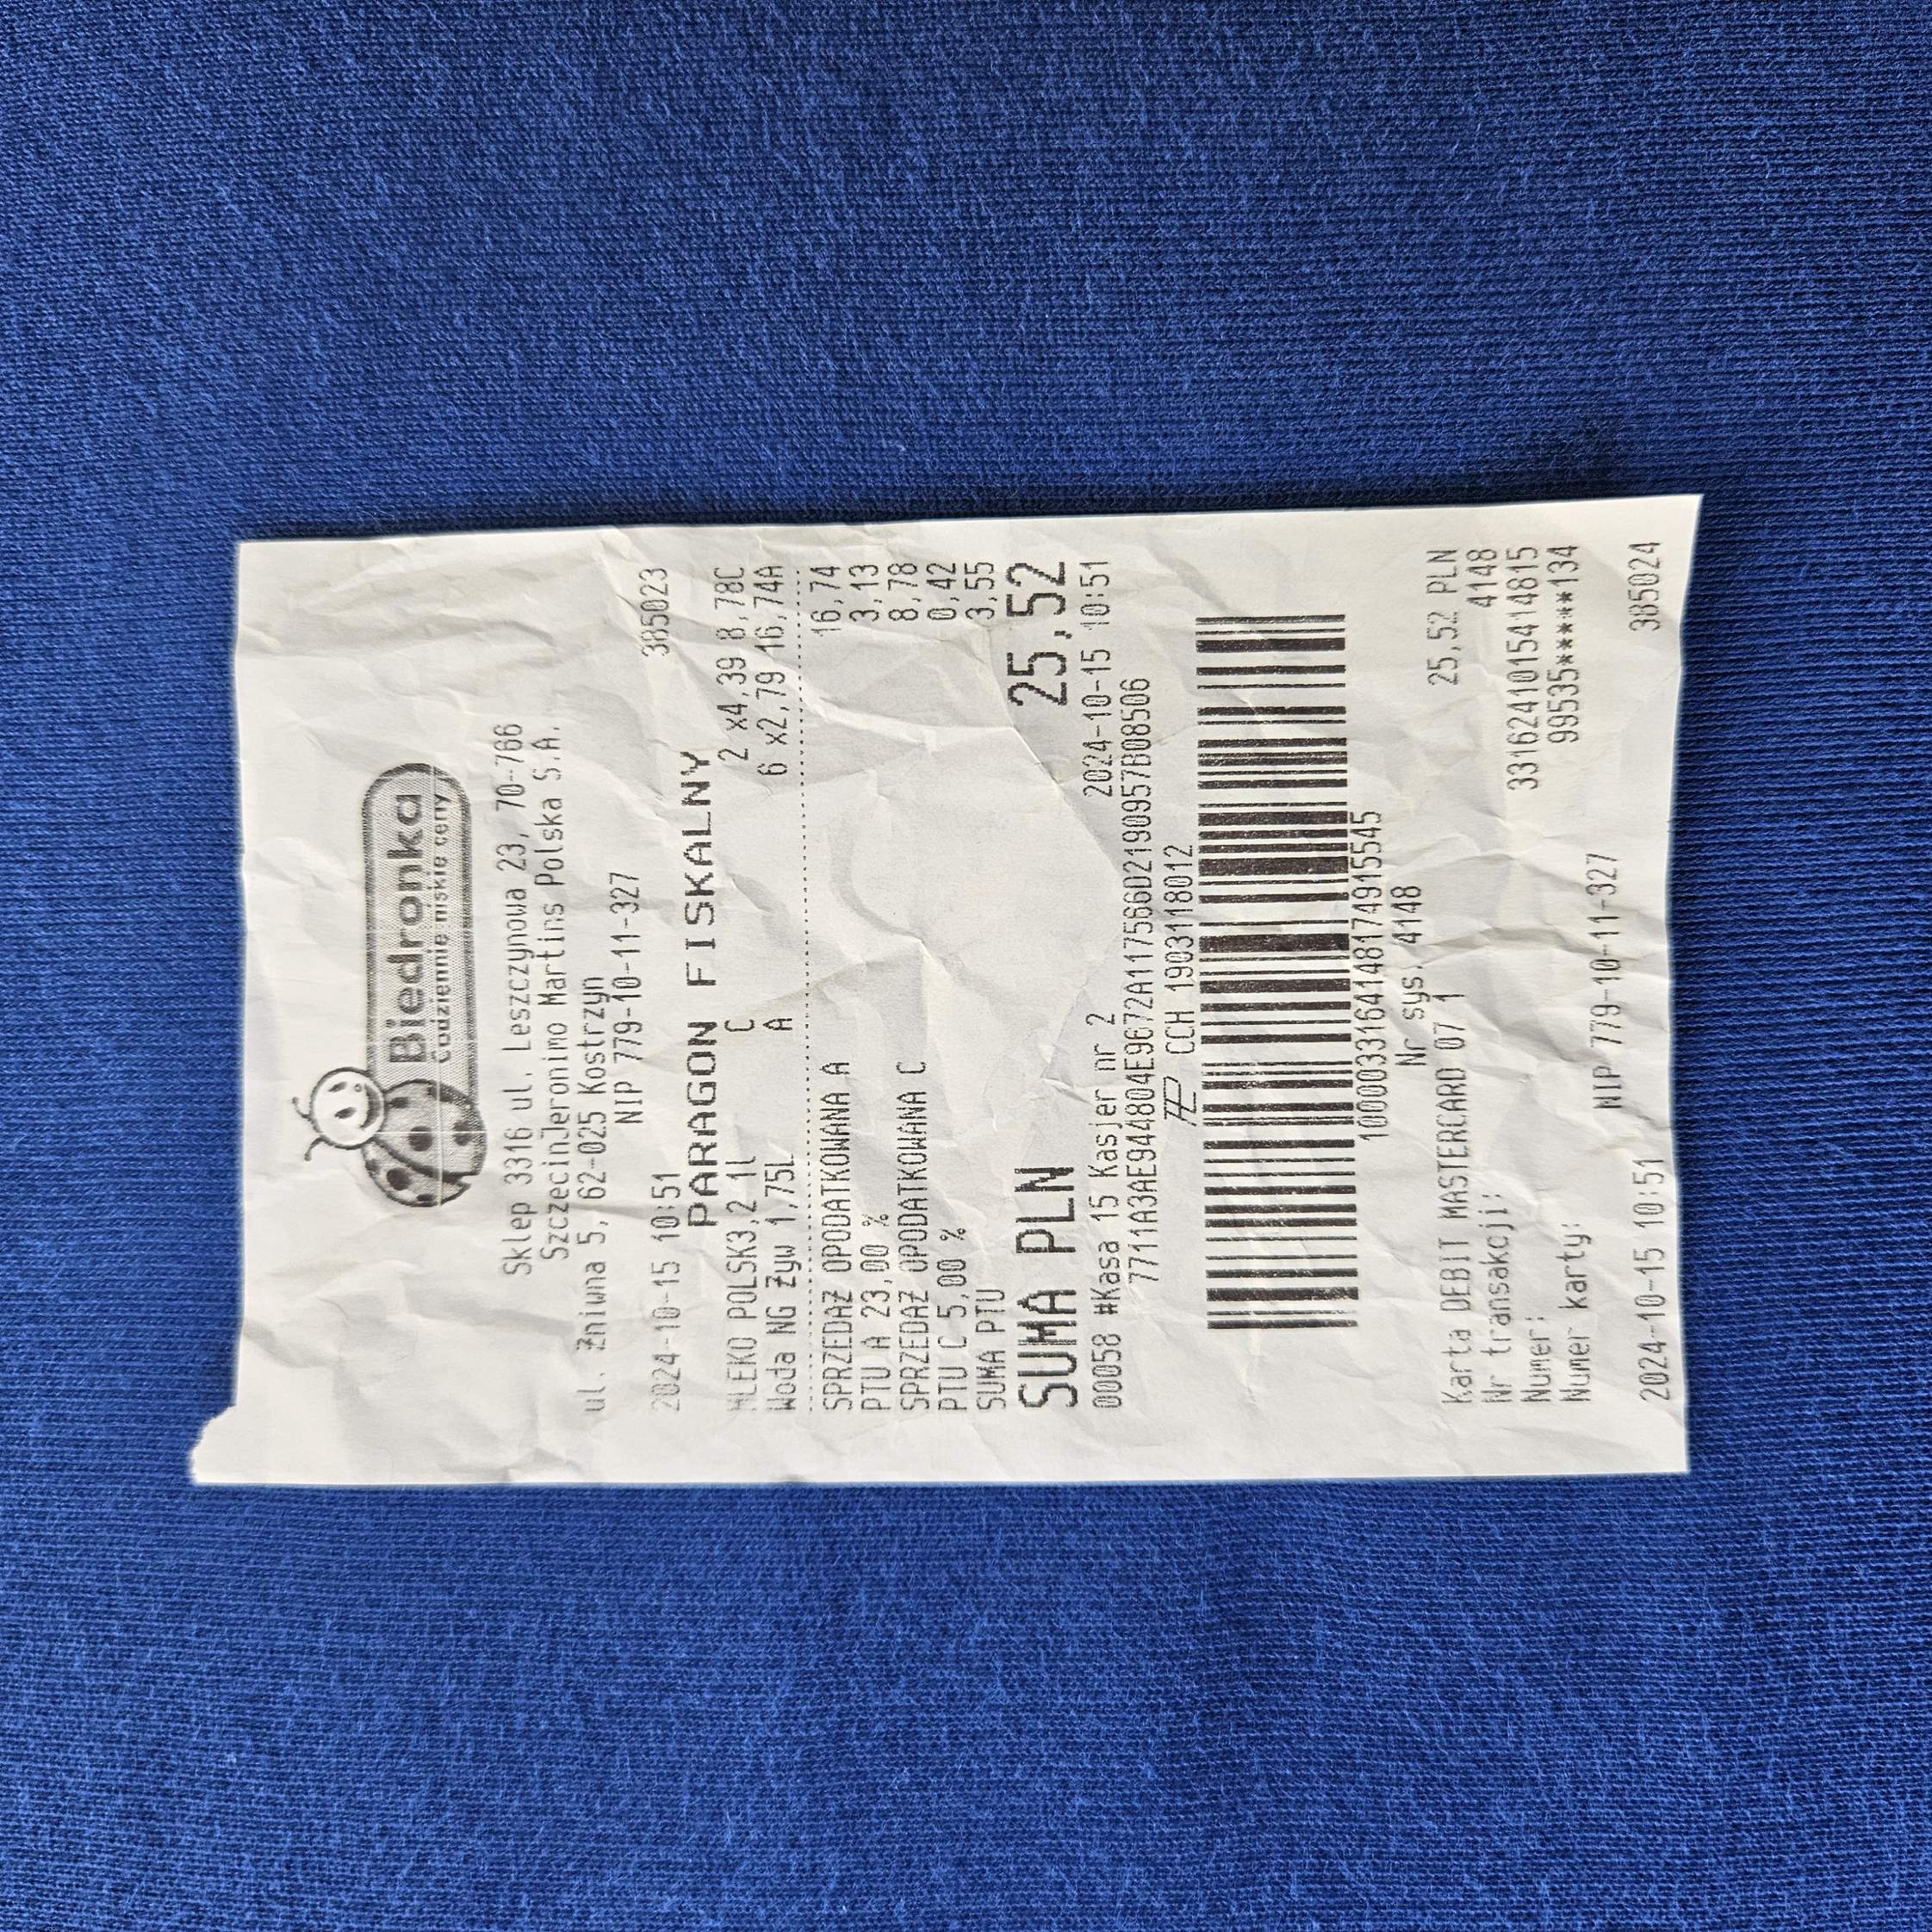 Biedronka
Codziennie niskie ceny
Sklep 3316 ul. Leszczynowa 23, 70-766
SzczecinJeronimo Martins Polska S.A.
ul. Żniwna 5, 62-025 Kostrzyn
NIP 779-10-11-327
2024-10-15 10:51 385023
PARAGON FISKALNY
MLEKO POLSK3,2 1l C 2 x4,39 8,78C
Woda NG Żyw 1,75L A 6 x2,79 16,74A
SPRZEDAŻ OPODATKOWANA A 16,74
PTU A 23,00 % 3,13
SPRZEDAŻ OPODATKOWANA C 8,78
PTU C 5,00 % 0,42
SUMA PTU 3,55
SUMA PLN 25,52
00058 #Kasa 15 Kasjer nr 2 2024-10-15 10:51
7711A3AE944804E9672A117566D2190957B08506
CCH 1903118012
1000033164148174915545
Nr sys. 4148
Karta DEBIT MASTERCARD 07 1 25,52 PLN
Nr transakcji: 4148
Numer: 3316241015414815
Numer karty: 99535*****134
NIP 779-10-11-327
2024-10-15 10:51 385024